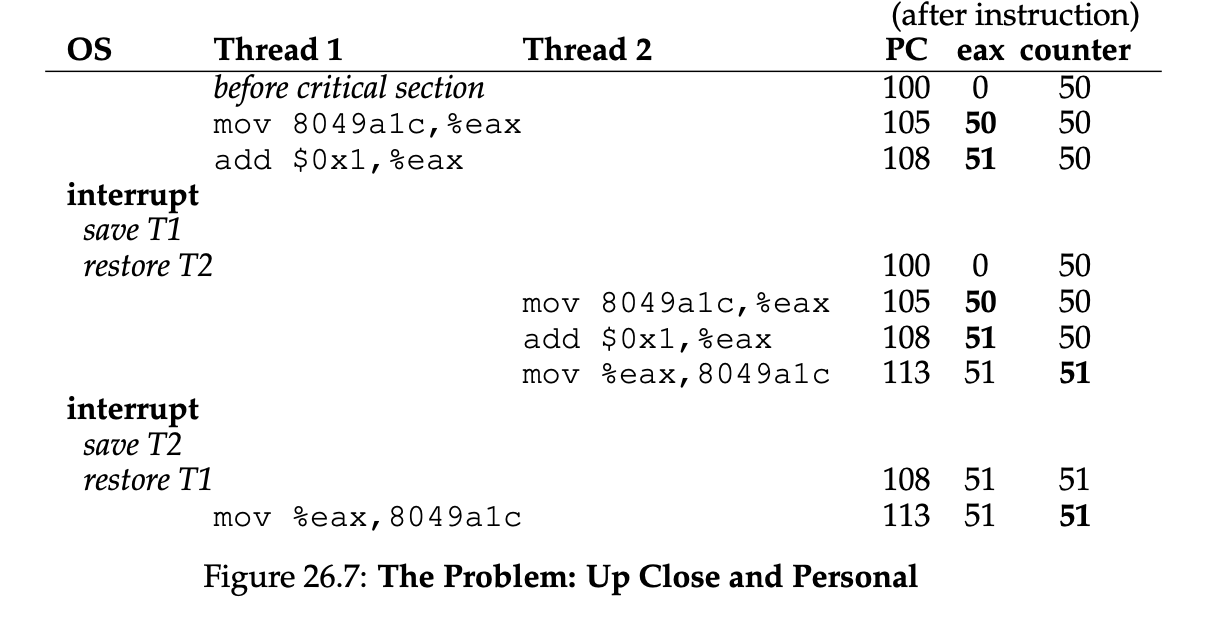 (after instruction)
OS Thread 1 Thread 2 PC eax counter
before critical section 100 0 50
mov 8049a1c,%eax 105 50 50
add $0x1,%eax 108 51 50
interrupt
save T1
restore T2 100 0 50
mov 8049a1c,%eax 105 50 50
add $0x1,%eax 108 51 50
mov %eax,8049a1c 113 51 51
interrupt
save T2
restore T1 108 51 51
mov %eax,8049a1c 113 51 51
Figure 26.7: The Problem: Up Close and Personal